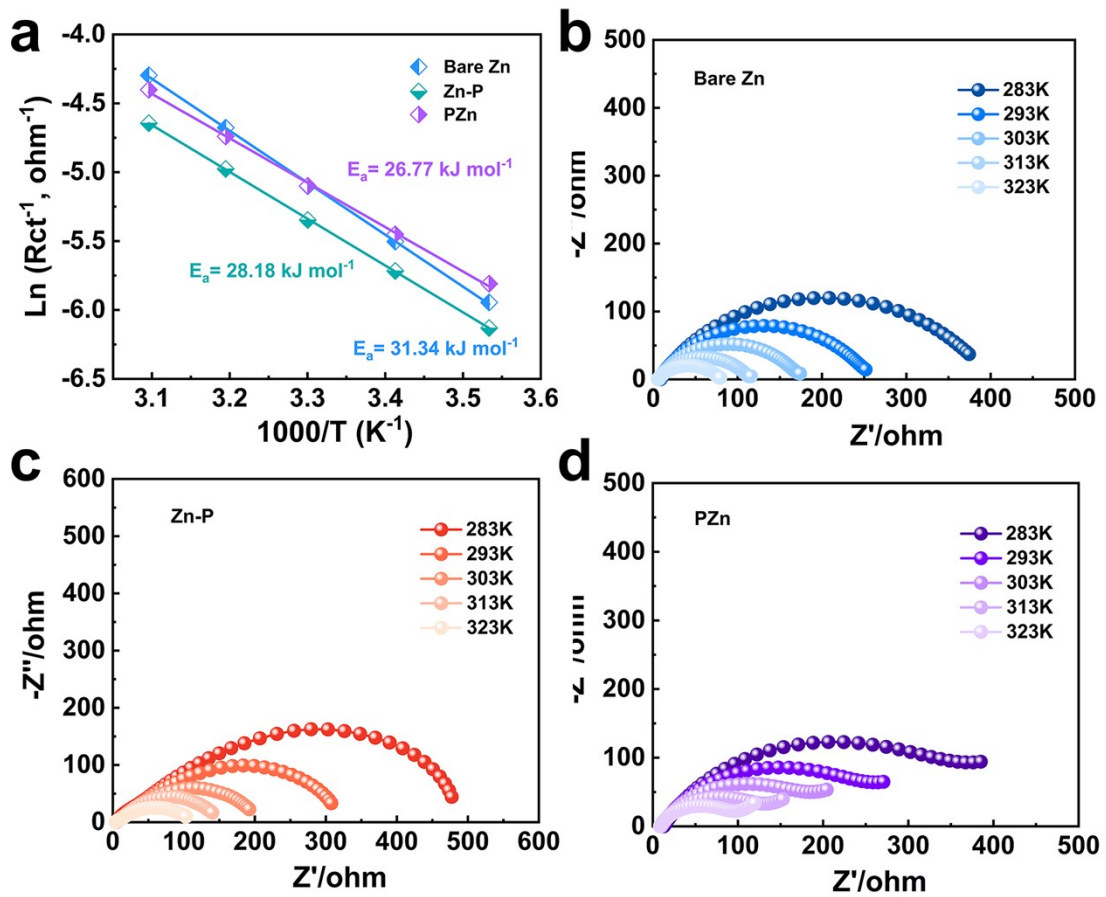 a
-4.0
-4.5
-5.0
-5.5
-6.0
-6.5
Ln (Rct⁻¹, ohm⁻¹)
Bare Zn
Zn-P
PZn
Eₐ= 26.77 kJ mol⁻¹
Eₐ= 28.18 kJ mol⁻¹
Eₐ= 31.34 kJ mol⁻¹
3.1 3.2 3.3 3.4 3.5 3.6
1000/T (K⁻¹)
b
500
400
300
200
100
0
/ohm
Bare Zn
283K
293K
303K
313K
323K
0 100 200 300 400 500
Z'/ohm
c
600
500
400
300
200
100
0
-Z''/ohm
Zn-P
283K
293K
303K
313K
323K
0 100 200 300 400 500 600
Z'/ohm
d
500
400
300
200
100
0
/ohm
PZn
283K
293K
303K
313K
323K
0 100 200 300 400 500
Z'/ohm